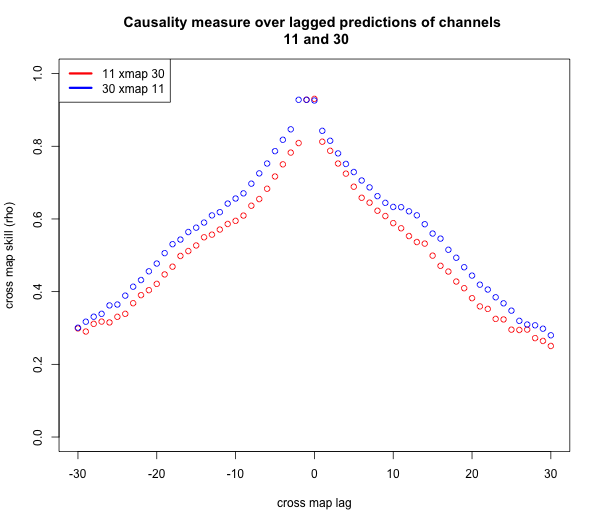 Causality measure over lagged predictions of channels
11 and 30
11 xmap 30
30 xmap 11
cross map skill (rho)
1.0
0.8
0.6
0.4
0.2
0.0
-30 -20 -10 0 10 20 30
cross map lag